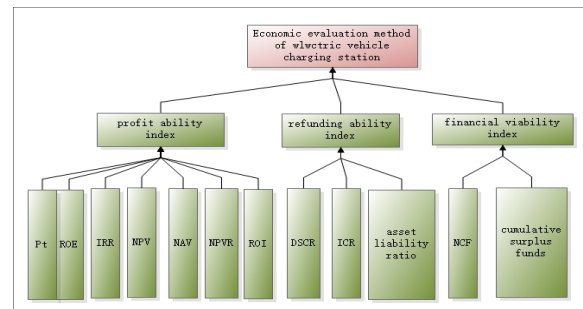 Economic evaluation method
of wlwctric vehicle
charging station
profit ability
index
refunding ability
index
financial viability
index
Pt
ROE
IRR
NPV
NAV
NPVR
ROI
DSCR
ICR
asset
liability
ratio
NCF
cumulative
surplus
funds